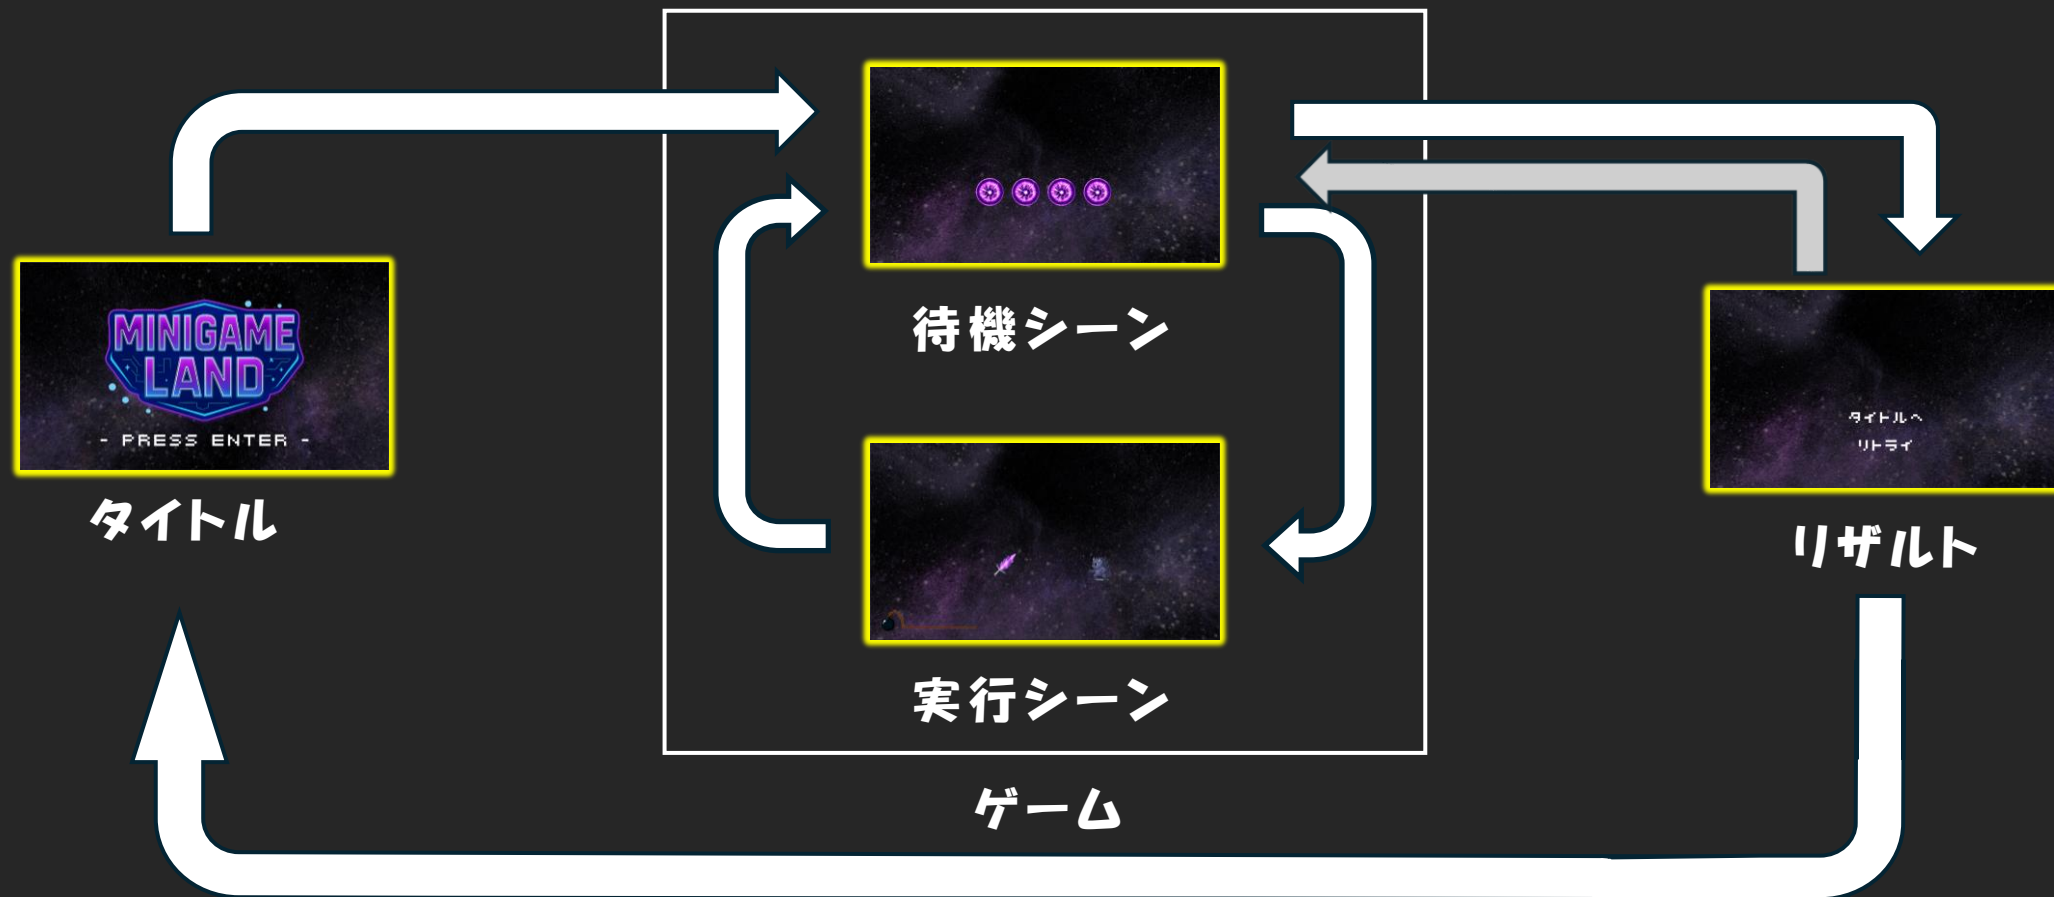 MINIGAME
LAND
- PRESS ENTER -
タイトル
待機シーン
実行シーン
ゲーム
タイトルへ
リトライ
リザルト